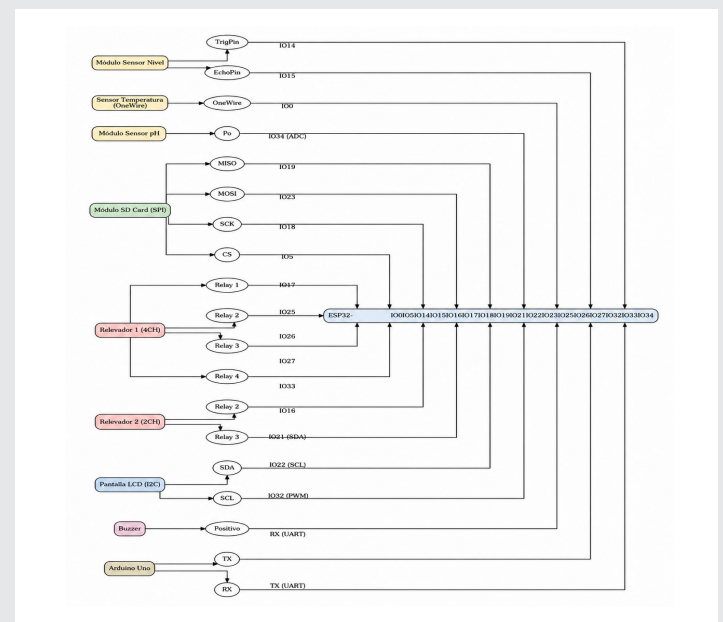 TrigPin
IO14
Módulo Sensor Nivel
EchoPin
IO15
Sensor Temperatura
(OneWire)
OneWire
IO0
Módulo Sensor pH
Po
IO34 (ADC)
MISO
IO19
MOSI
IO23
Módulo SD Card (SPI)
SCK
IO18
CS
IO5
Relay 1
IO17
Relay 2
IO25
ESP32-
IO0IO5IO14IO15IO16IO17IO18IO19IO21IO22IO23IO25IO26IO27IO32IO33IO34
Relevador 1 (4CH)
IO26
Relay 3
IO27
Relay 4
IO33
Relay 2
IO16
Relevador 2 (2CH)
Relay 3
IO21 (SDA)
SDA
IO22 (SCL)
Pantalla LCD (I2C)
SCL
IO32 (PWM)
Buzzer
Positivo
RX (UART)
TX
Arduino Uno
RX
TX (UART)